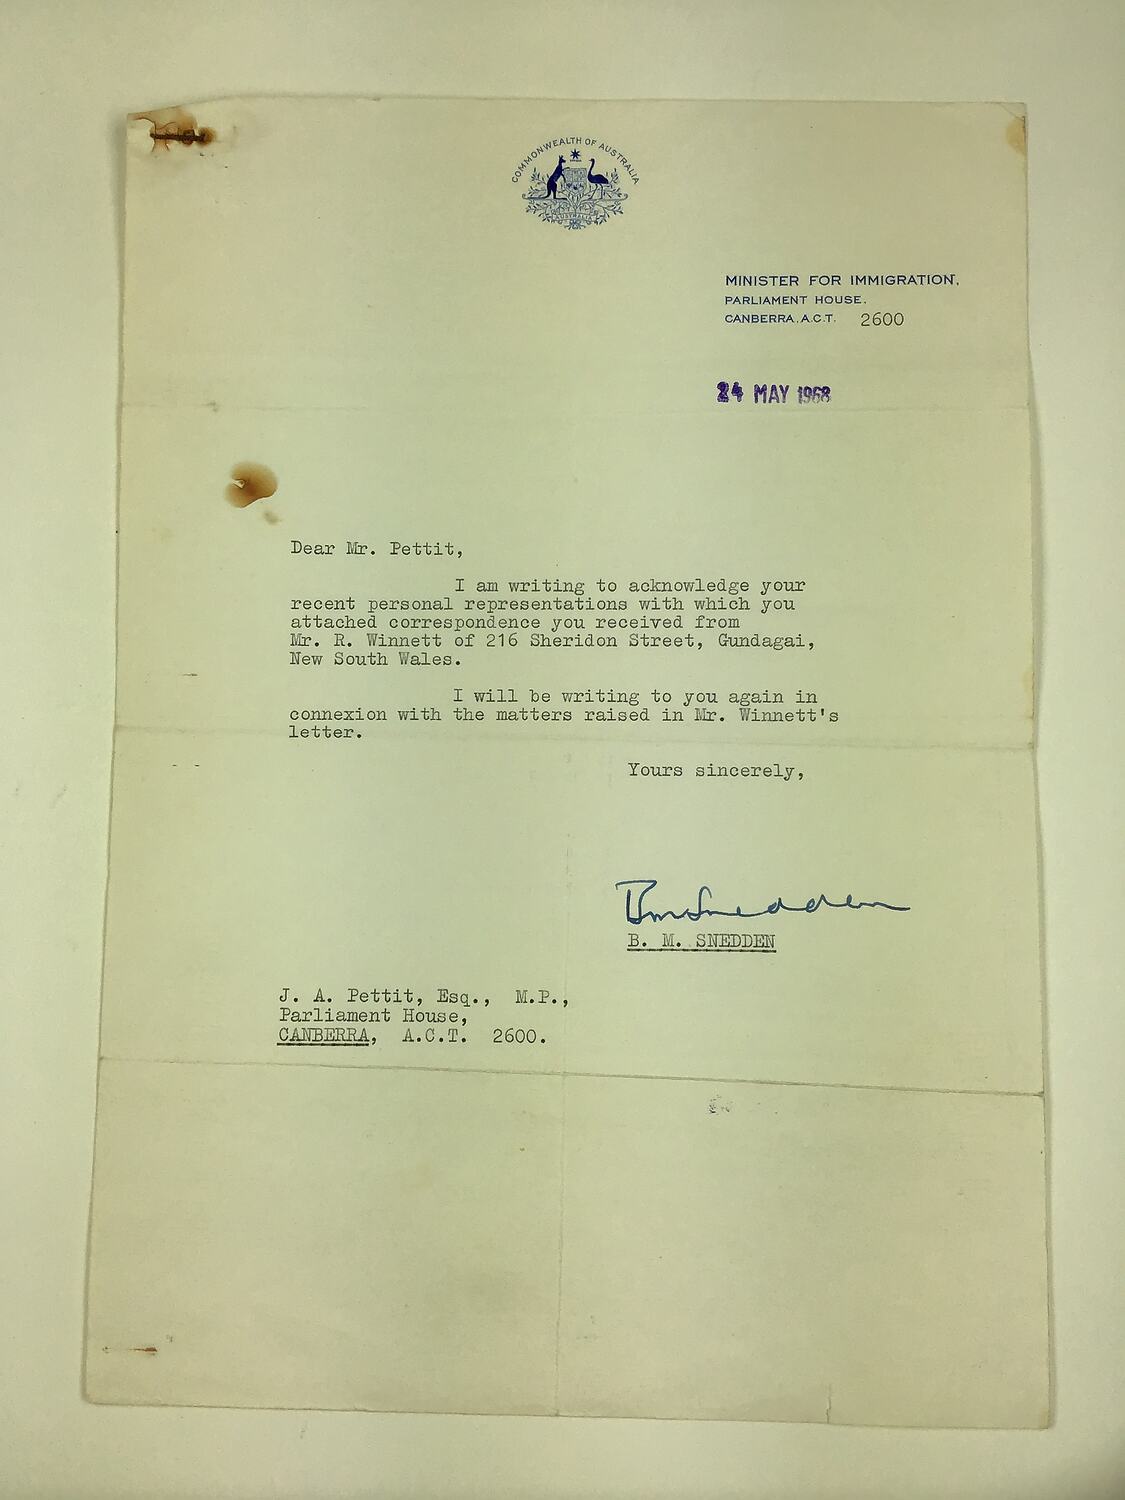 COMMONWEALTH OF AUSTRALIA
AUSTRALIA
MINISTER FOR IMMIGRATION,
PARLIAMENT HOUSE,
CANBERRA, A.C.T. 2600
24 MAY 1968
Dear Mr. Pettit,
I am writing to acknowledge your
recent personal representations with which you
attached correspondence you received from
Mr. R. Winnett of 216 Sheridon Street, Gundagai,
New South Wales.
I will be writing to you again in
connexion with the matters raised in Mr. Winnett's
letter.
Yours sincerely,
BmSnedden
B. M. SNEDDEN
J. A. Pettit, Esq., M.P.,
Parliament House,
CANBERRA, A.C.T. 2600.